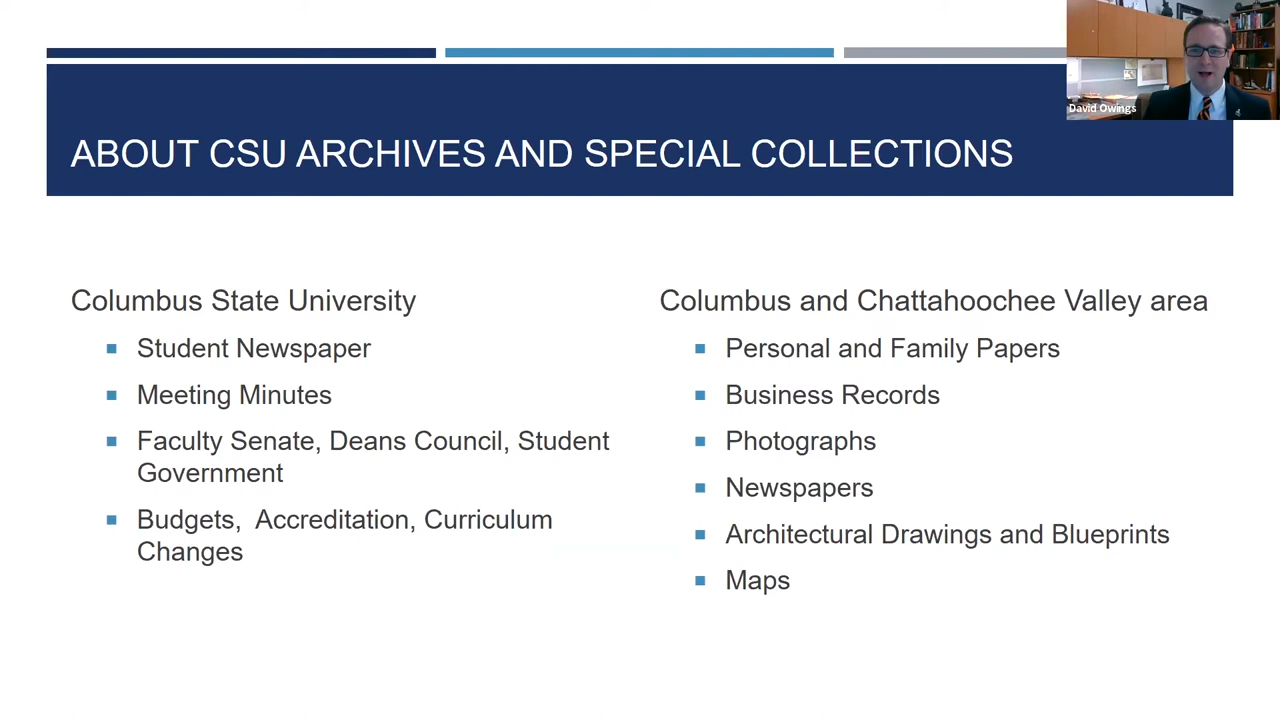 David Owings
ABOUT CSU ARCHIVES AND SPECIAL COLLECTIONS
Columbus State University
Student Newspaper
Meeting Minutes
Faculty Senate, Deans Council, Student
Government
Budgets, Accreditation, Curriculum
Changes
Columbus and Chattahoochee Valley area
Personal and Family Papers
Business Records
Photographs
Newspapers
Architectural Drawings and Blueprints
Maps